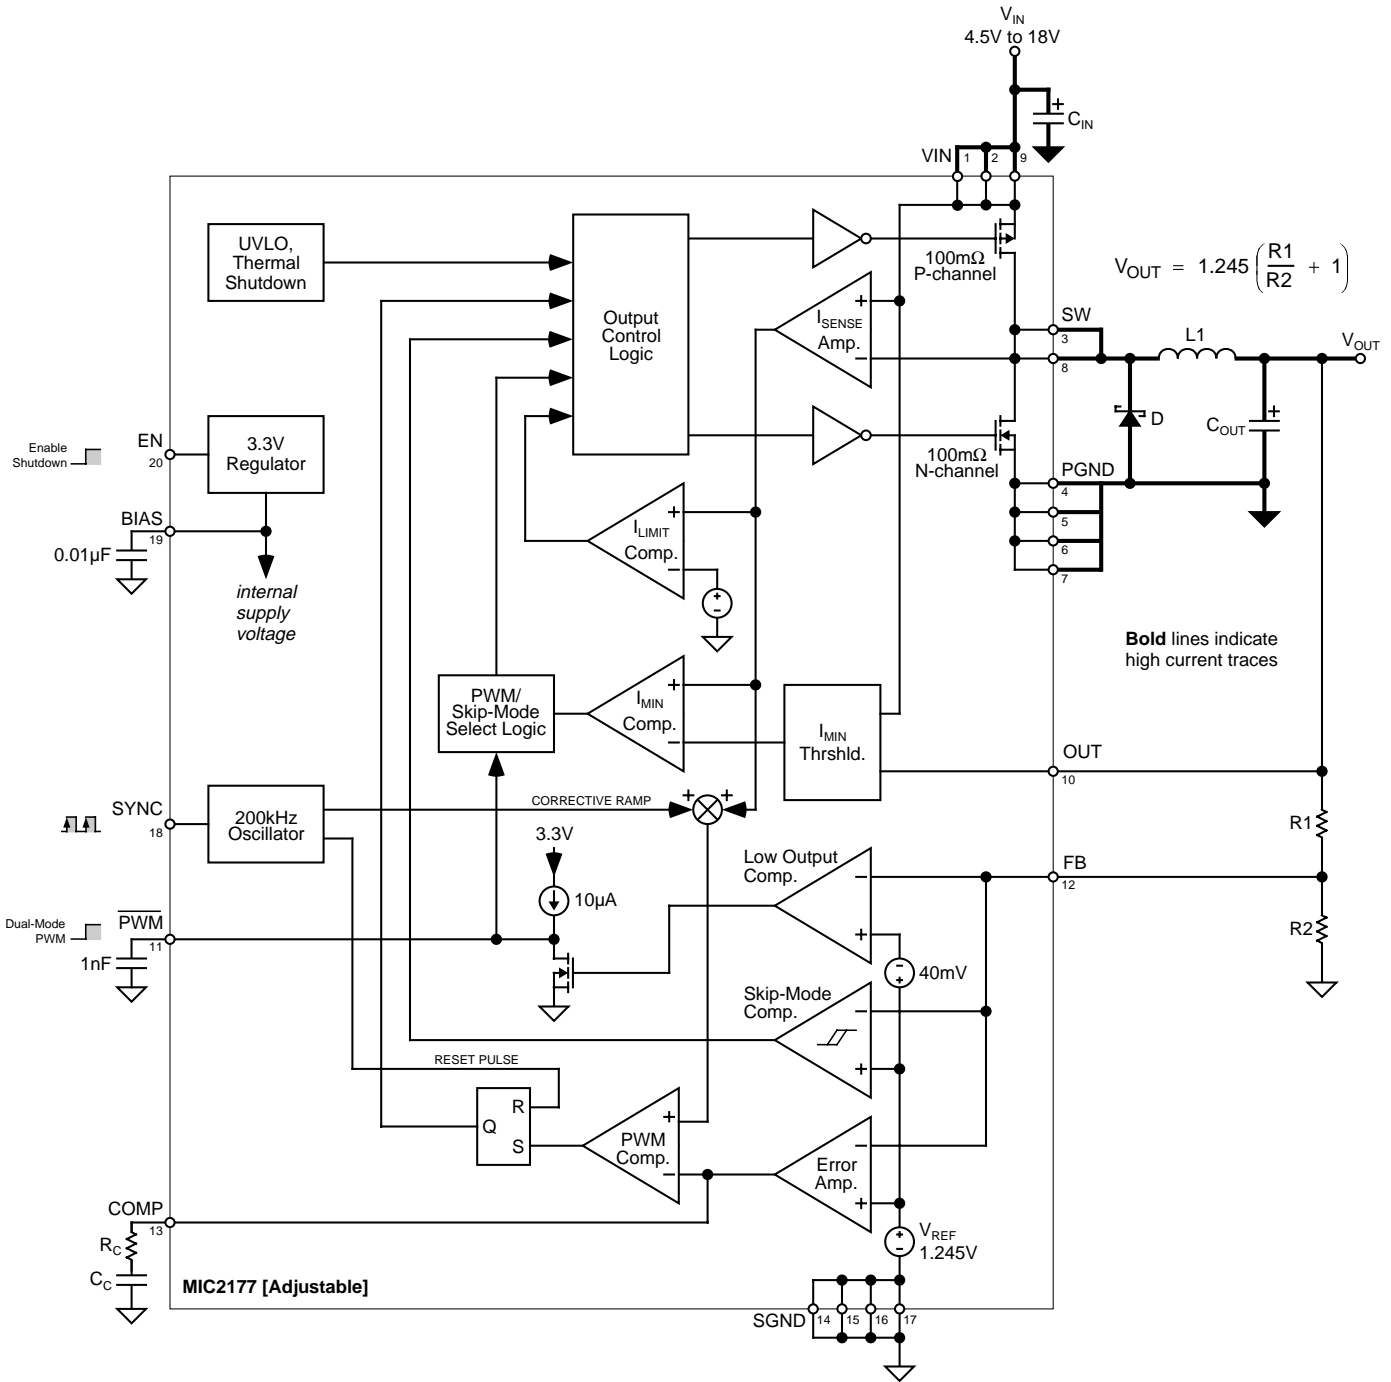 VIN
4.5V to 18V
+
CIN
VIN
1
2
9
UVLO,
Thermal
Shutdown
Output
Control
Logic
100mΩ
P-channel
VOUT = 1.245 (R1/R2 + 1)
+
ISENSE
Amp.
−
SW
3
8
L1
VOUT
D
COUT
+
Enable
Shutdown
EN
20
3.3V
Regulator
100mΩ
N-channel
PGND
4
5
6
7
BIAS
19
0.01µF
internal
supply
voltage
+
ILIMIT
Comp.
−
+
−
Bold lines indicate
high current traces
PWM/
Skip-Mode
Select Logic
+
IMIN
Comp.
−
IMIN
Thrshld.
OUT
10
SYNC
18
200kHz
Oscillator
CORRECTIVE RAMP
+
+
R1
3.3V
10µA
Low Output
Comp.
−
+
FB
12
Dual-Mode
PWM
PWM
11
1nF
−
+
40mV
R2
Skip-Mode
Comp.
−
+
RESET PULSE
R
Q
S
+
PWM
Comp.
−
−
Error
Amp.
+
COMP
13
RC
CC
+
−
VREF
1.245V
MIC2177 [Adjustable]
SGND
14
15
16
17